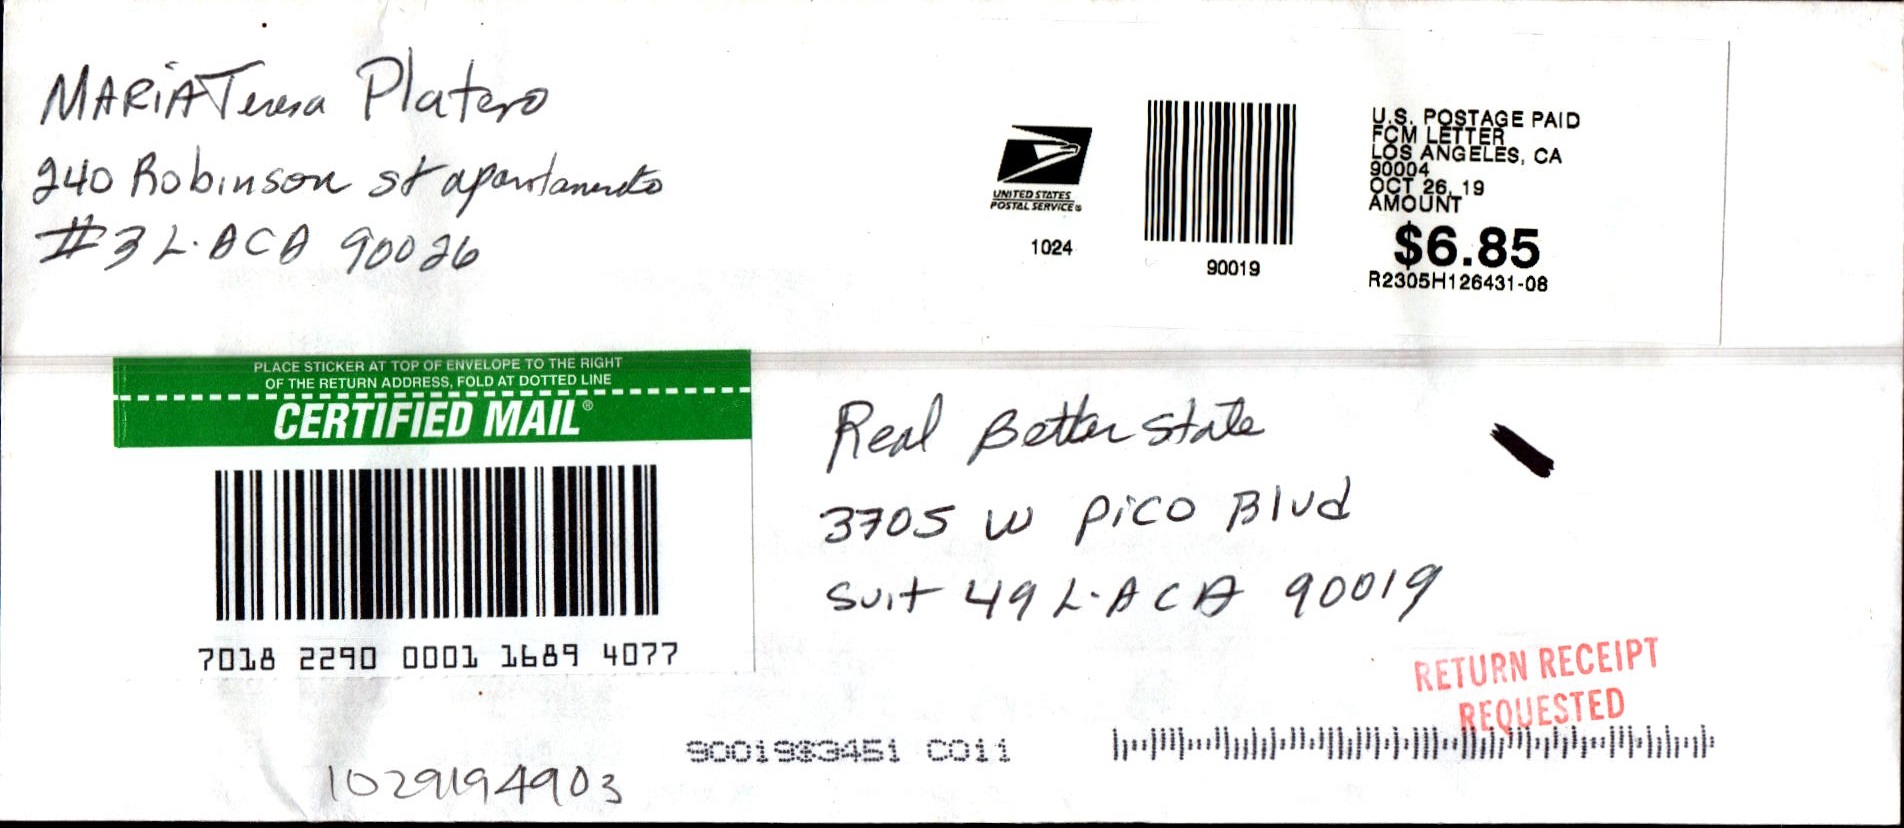 MARIA Teresa Platero
240 Robinson st apartamento
#3 L.A CA 90026
UNITED STATES
POSTAL SERVICE®
1024
90019
U.S. POSTAGE PAID
FCM LETTER
LOS ANGELES, CA
90004
OCT 26, 19
AMOUNT
$6.85
R2305H126431-08
PLACE STICKER AT TOP OF ENVELOPE TO THE RIGHT
OF THE RETURN ADDRESS, FOLD AT DOTTED LINE
CERTIFIED MAIL®
7018 2290 0001 1689 4077
Real Better State
3705 W Pico Blvd
Suit 49 L.A CA 90019
RETURN RECEIPT
REQUESTED
90019$3451 C011
1029194903